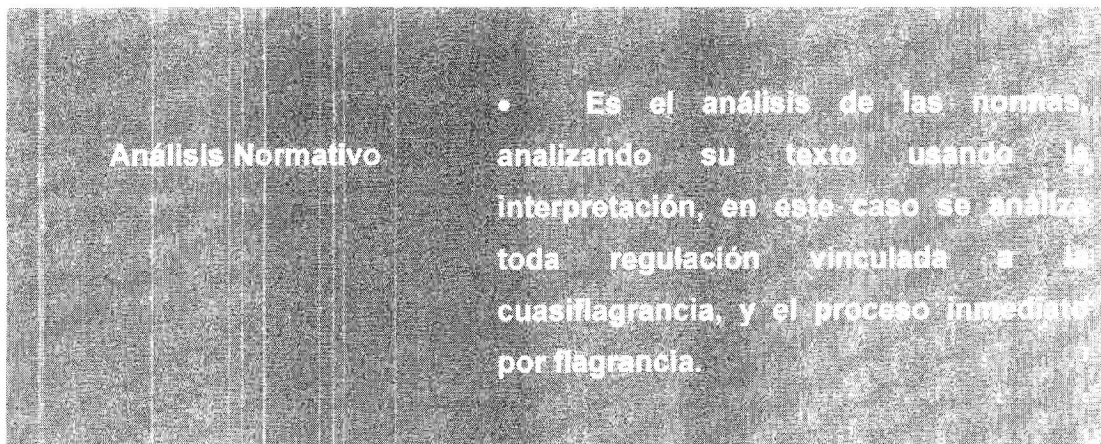 Análisis Normativo
• Es el análisis de las normas,
analizando su texto usando la
interpretación, en este caso se analiza
toda regulación vinculada a la
cuasiflagrancia, y el proceso inmediato
por flagrancia.